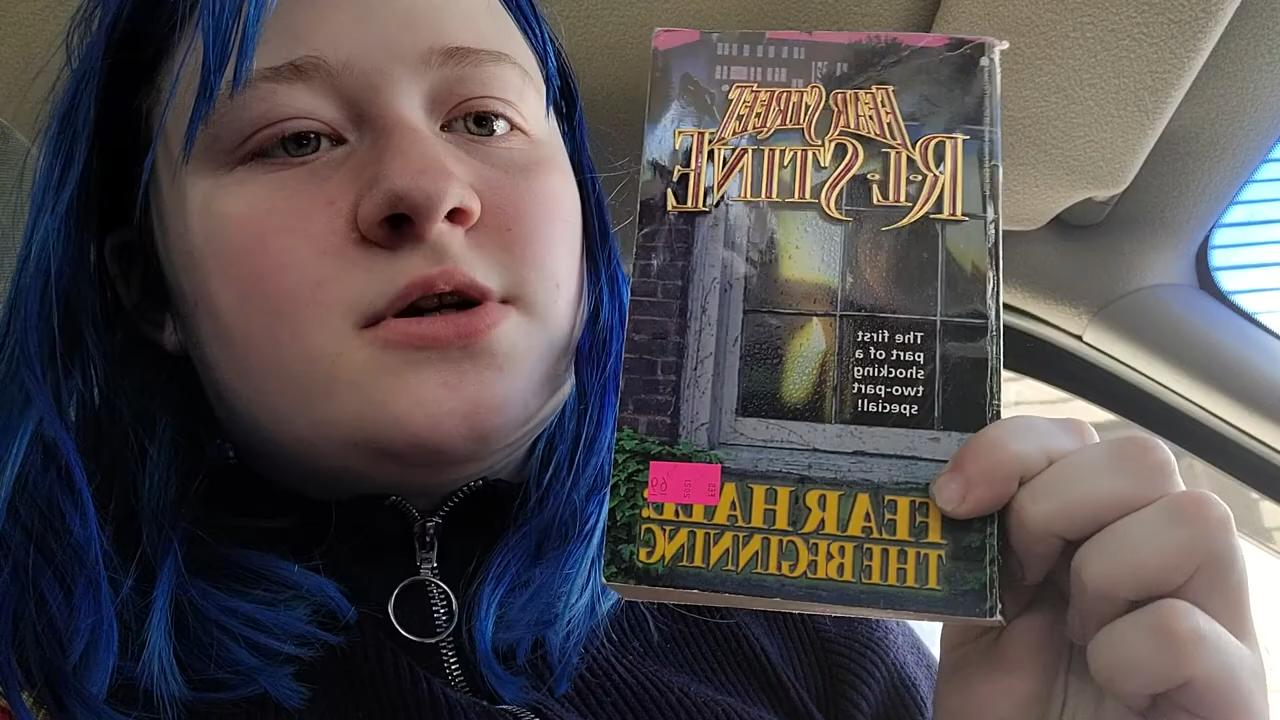 FEAR STREET
R·L·STINE
The first
part of a
shocking
two-part
special!
FEAR HALL:
THE BEGINNING